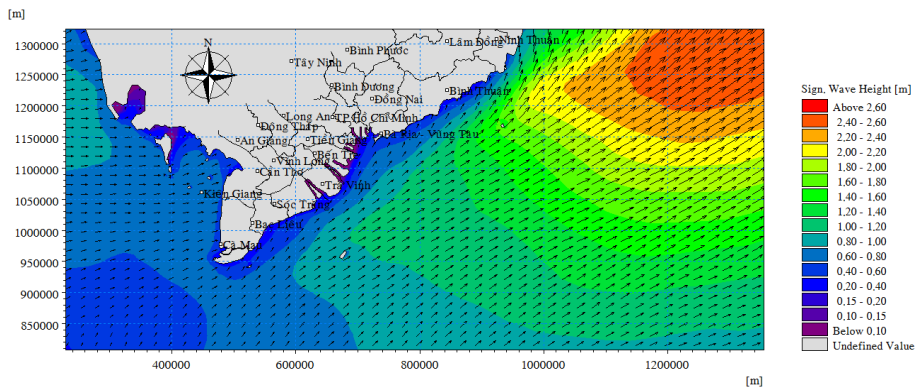 [m]
1300000
1250000
1200000
1150000
1100000
1050000
1000000
950000
900000
850000
N
Lâm Đồng
Ninh Thuận
Bình Phước
Tây Ninh
Bình Dương
Bình Thuận
Đồng Nai
Long An
TP.Hồ Chí Minh
Đồng Tháp
Bà Rịa - Vũng Tàu
An Giang
Tiền Giang
Bến Tre
Vĩnh Long
Cần Thơ
Trà Vinh
Kiên Giang
Sóc Trăng
Bạc Liêu
Cà Mau
400000 600000 800000 1000000 1200000
[m]
Sign. Wave Height [m]
Above 2,60
2.40 - 2.60
2.20 - 2.40
2.00 - 2.20
1.80 - 2.00
1.60 - 1.80
1.40 - 1.60
1.20 - 1.40
1.00 - 1.20
0.80 - 1.00
0.60 - 0.80
0.40 - 0.60
0.20 - 0.40
0.15 - 0.20
0,10 - 0.15
Below 0,10
Undefined Value